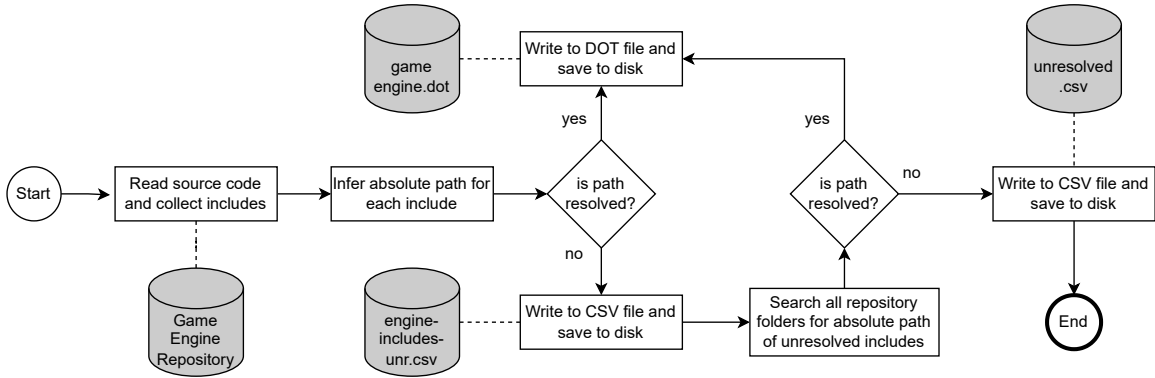 game
engine.dot
Write to DOT file and
save to disk
unresolved
.csv
yes
yes
Start
Read source code
and collect includes
Infer absolute path for
each include
is path
resolved?
is path
resolved?
no
Write to CSV file and
save to disk
no
Game
Engine
Repository
engine-
includes-
unr.csv
Write to CSV file and
save to disk
Search all repository
folders for absolute path
of unresolved includes
End